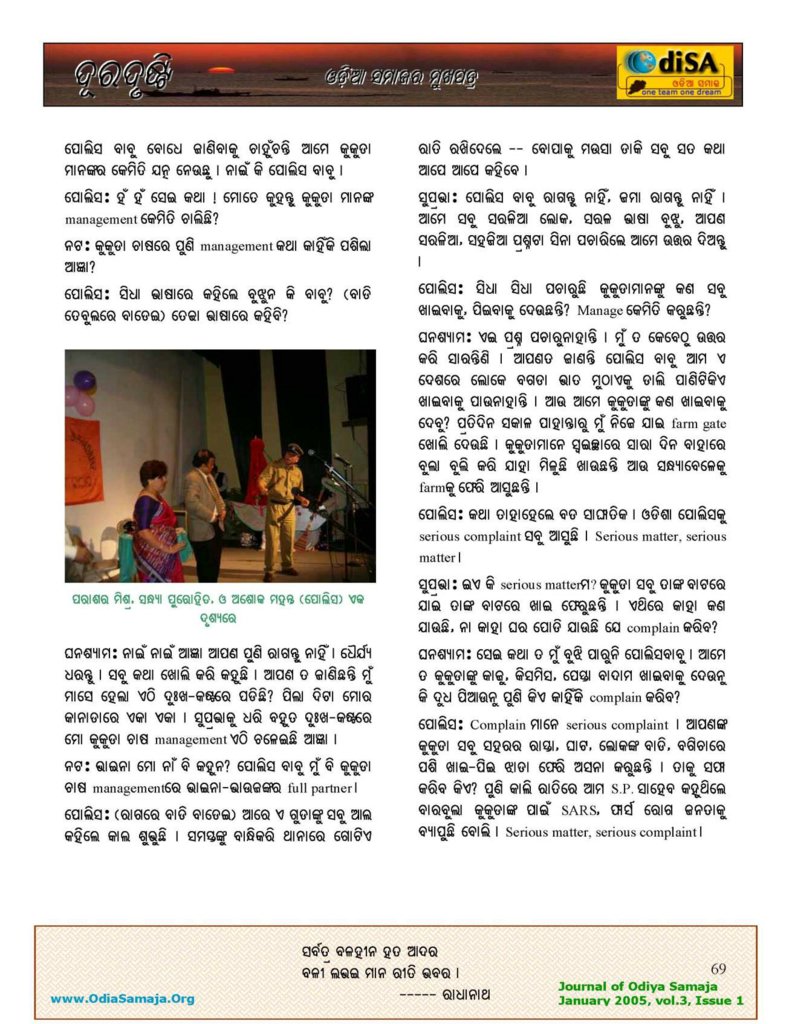 ଦୂରଦୃଷ୍ଟି
ଓଡ଼ିଆ ସମାଜର ମୁଖପତ୍ର
OdiSA
ଓଡିଆ ସମାଜ
one team one dream
ପୋଲିସ ବାବୁ ବୋଧେ ଜାଣିବାକୁ ଚାହୁଁଚନ୍ତି ଆମେ କୁକୁଡା
ମାନଙ୍କର କେମିତି ଯତ୍ନ ନେଉଛୁ । ନାଇଁ କି ପୋଲିସ ବାବୁ ।
ପୋଲିସ: ହଁ ହଁ ସେଇ କଥା ! ମୋତେ କୁହନ୍ତୁ କୁକୁଡା ମାନଙ୍କ
management କେମିତି ଚାଲିଛି?
ନଟ: କୁକୁଡା ଚାଷରେ ପୁଣି management କଥା କାହିଁକି ପଶିଲା
ଆଜ୍ଞା?
ପୋଲିସ: ସିଧା ଭାଷାରେ କହିଲେ ବୁଝୁନ କି ବାବୁ? (ବାଡି
ଟେବୁଲରେ ବାଡେଇ) ତେଢା ଭାଷାରେ କହିବି?
ପରାଶର ମିଶ୍ର, ସନ୍ଧ୍ୟା ପୁରୋହିତ, ଓ ଅଶୋକ ମହାନ୍ତ (ପୋଲିସ) ଏକ
ଦୃଶ୍ୟରେ
ଘନଶ୍ୟାମ: ନାଇଁ ନାଇଁ ଆଜ୍ଞା ଆପଣ ପୁଣି ରାଗନ୍ତୁ ନାହିଁ । ଧୈର୍ଯ୍ୟ
ଧରନ୍ତୁ । ସବୁ କଥା ଖୋଲି କରି କହୁଛି । ଆପଣ ତ ଜାଣିଛନ୍ତି ମୁଁ
ମାସେ ହେଲା ଏଠି ଦୁଃଖ-କଷ୍ଟରେ ପଡିଛି? ପିଲା ଦିଟା ମୋର
କାନାଡାରେ ଏକା ଏକା । ସୁପ୍ରଭାକୁ ଧରି ବହୁତ ଦୁଃଖ-କଷ୍ଟରେ
ମୋ କୁକୁଡା ଚାଷ management ଏଠି ଚଳେଇଛି ଆଜ୍ଞା ।
ନଟ: ଭାଇନା ମୋ ନାଁ ବି କହୁନ? ପୋଲିସ ବାବୁ ମୁଁ ବି କୁକୁଡା
ଚାଷ managementରେ ଭାଇନା-ଭାଉଜଙ୍କର full partner ।
ପୋଲିସ: (ରାଗରେ ବାଡି ବାଡେଇ) ଆରେ ଏ ଗୁଡାଙ୍କୁ ସବୁ ଆଲ
କହିଲେ କାଲ ଶୁଭୁଛି । ସମସ୍ତଙ୍କୁ ବାନ୍ଧିକରି ଥାନାରେ ଗୋଟିଏ
ରାତି ରଖିଦେଲେ -- ବୋପାକୁ ମଉସା ଡାକି ସବୁ ସତ କଥା
ଆପେ ଆପେ କହିବେ ।
ସୁପ୍ରଭା: ପୋଲିସ ବାବୁ ରାଗନ୍ତୁ ନାହିଁ, ଜମା ରାଗନ୍ତୁ ନାହିଁ ।
ଆମେ ସବୁ ସରଳିଆ ଲୋକ, ସରଳ ଭାଷା ବୁଝୁ, ଆପଣ
ସରଳିଆ, ସହଜିଆ ପ୍ରଶ୍ନଟା ସିନା ପଚାରିଲେ ଆମେ ଉତ୍ତର ଦିଅନ୍ତୁ
।
ପୋଲିସ: ସିଧା ସିଧା ପଚାରୁଛି କୁକୁଡାମାନଙ୍କୁ କଣ ସବୁ
ଖାଇବାକୁ, ପିଇବାକୁ ଦେଉଛନ୍ତି? Manage କେମିତି କରୁଛନ୍ତି?
ଘନଶ୍ୟାମ: ଏଇ ପ୍ରଶ୍ନ ପଚାରୁନାହାନ୍ତି । ମୁଁ ତ କେବେଠୁ ଉତ୍ତର
କରି ସାରନ୍ତିଣି । ଆପଣତ ଜାଣନ୍ତି ପୋଲିସ ବାବୁ ଆମ ଏ
ଦେଶରେ ଲୋକେ ବଗଡା ଭାତ ମୁଠାଏକୁ ଡାଲି ପାଣିଟିକିଏ
ଖାଇବାକୁ ପାଉନାହାନ୍ତି । ଆଉ ଆମେ କୁକୁଡାଙ୍କୁ କଣ ଖାଇବାକୁ
ଦେବୁ? ପ୍ରତିଦିନ ସକାଳ ପାହାନ୍ତାରୁ ମୁଁ ନିଜେ ଯାଇ farm gate
ଖୋଲି ଦେଉଛି । କୁକୁଡାମାନେ ସ୍ୱଇଚ୍ଛାରେ ସାରା ଦିନ ବାହାରେ
ବୁଲା ବୁଲି କରି ଯାହା ମିଳୁଛି ଖାଉଛନ୍ତି ଆଉ ସନ୍ଧ୍ୟାବେଳେକୁ
farmକୁ ଫେରି ଆସୁଛନ୍ତି ।
ପୋଲିସ: କଥା ତାହାହେଲେ ବଡ ସାଙ୍ଘାତିକ । ଓଡିଶା ପୋଲିସକୁ
serious complaint ସବୁ ଆସୁଛି । Serious matter, serious
matter ।
ସୁପ୍ରଭା: ଇଏ କି serious matterମ? କୁକୁଡା ସବୁ ତାଙ୍କ ବାଟରେ
ଯାଇ ତାଙ୍କ ବାଟରେ ଖାଇ ଫେରୁଛନ୍ତି । ଏଥିରେ କାହା କଣ
ଯାଉଛି, ନା କାହା ଘର ପୋଡି ଯାଉଛି ଯେ complain କରିବ?
ଘନଶ୍ୟାମ: ସେଇ କଥା ତ ମୁଁ ବୁଝି ପାରୁନି ପୋଲିସବାବୁ । ଆମେ
ତ କୁକୁଡାଙ୍କୁ କାଜୁ, କିସମିସ, ପେସ୍ତା ବାଦାମ ଖାଇବାକୁ ଦେଉନୁ
କି ଦୁଧ ପିଆଉନୁ ପୁଣି କିଏ କାହିଁକି complain କରିବ?
ପୋଲିସ: Complain ମାନେ serious complaint । ଆପଣଙ୍କ
କୁକୁଡା ସବୁ ସହରର ରାସ୍ତା, ଘାଟ, ଲୋକଙ୍କ ବାଡି, ବଗିଚାରେ
ପଶି ଖାଇ-ପିଇ ଝାଡା ଫେରି ଅସନା କରୁଛନ୍ତି । ତାକୁ ସଫା
କରିବ କିଏ? ପୁଣି କାଲି ରାତିରେ ଆମ S.P. ସାହେବ କହୁଥିଲେ
ବାରବୁଲା କୁକୁଡାଙ୍କ ପାଇଁ SARS, ଫାର୍ସ ରୋଗ ଜନତାକୁ
ବ୍ୟାପୁଛି ବୋଲି । Serious matter, serious complaint ।
ସର୍ବତ୍ର ବଳହୀନ ହତ ଆଦର
ବଳୀ ଲଭଇ ମାନ ରୀତି ଭବର ।
----- ରାଧାନାଥ
69
www.OdiaSamaja.Org
Journal of Odiya Samaja
January 2005, vol.3, Issue 1